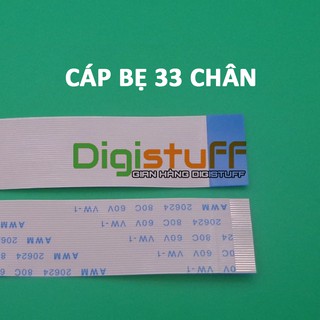 CÁP BẸ 33 CHÂN
Digistuff
GIAN HÀNG DIGISTUFF
AWM 20624 80C 60V VW-1
AWM 20624 80C 60V VW-1
AWM 20624 80C 60V VW-1